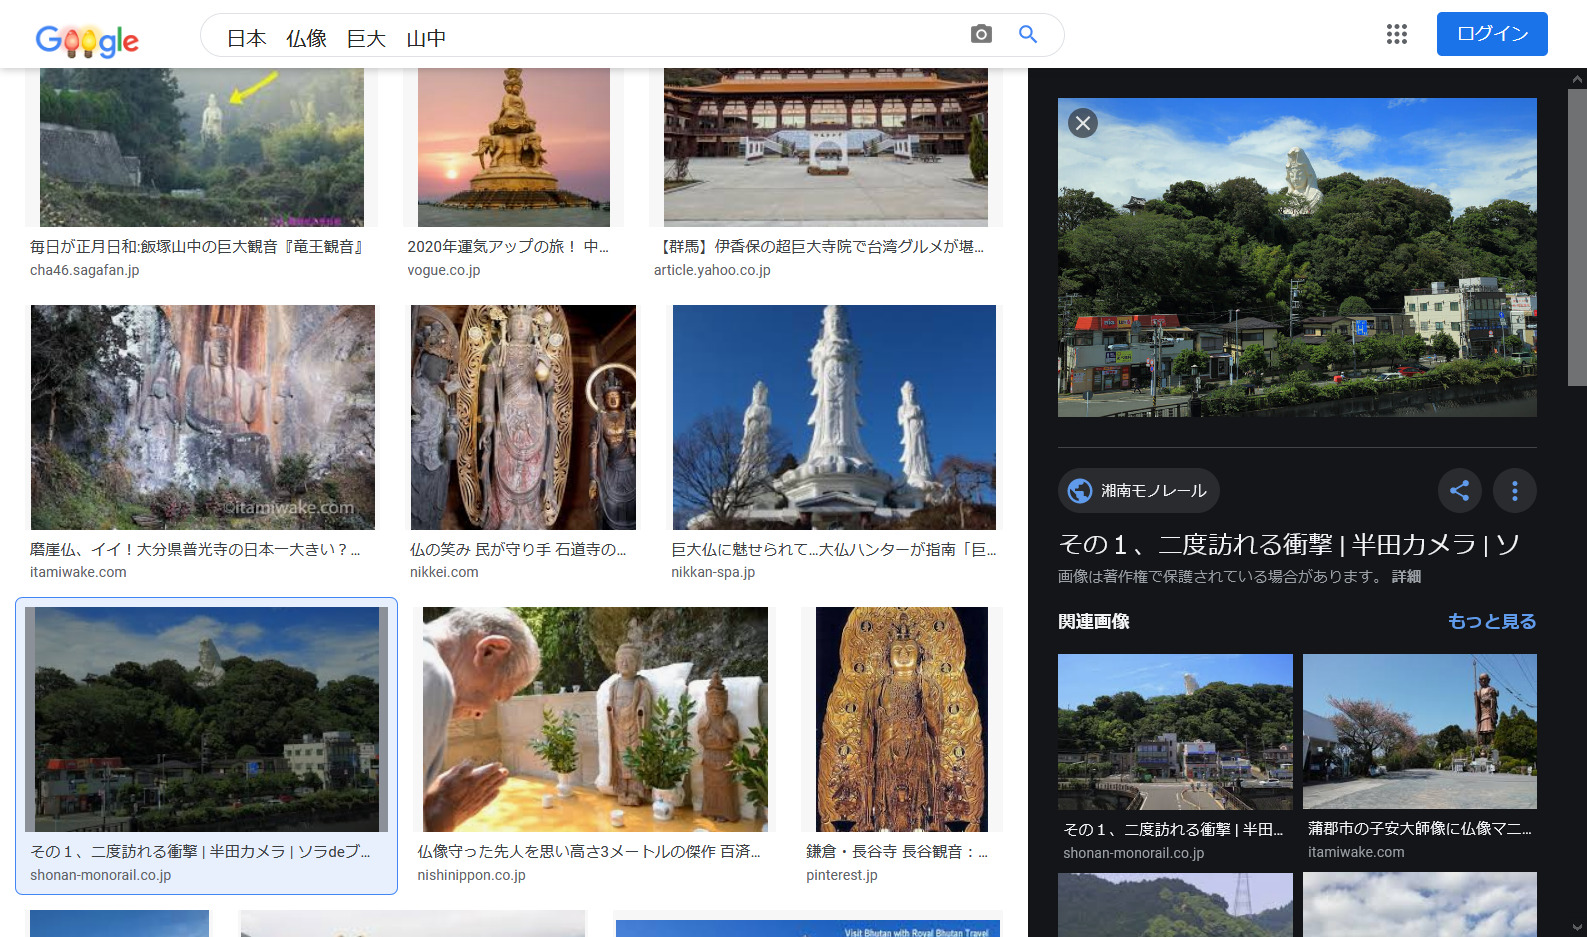 Google
日本　仏像　巨大　山中
ログイン
毎日が正月日和:飯塚山中の巨大観音『竜王観音』
cha46.sagafan.jp
2020年運気アップの旅！ 中...
vogue.co.jp
【群馬】伊香保の超巨大寺院で台湾グルメが堪...
article.yahoo.co.jp
©itamiwake.com
磨崖仏、イイ！大分県普光寺の日本一大きい？...
itamiwake.com
仏の笑み 民が守り手 石道寺の...
nikkei.com
巨大仏に魅せられて...大仏ハンターが指南「巨...
nikkan-spa.jp
その１、二度訪れる衝撃 | 半田カメラ | ソラdeブ...
shonan-monorail.co.jp
仏像守った先人を思い高さ3メートルの傑作 百済...
nishinippon.co.jp
鎌倉・長谷寺 長谷観音：...
pinterest.jp
Visit Bhutan with Royal Bhutan Travel
湘南モノレール
その１、二度訪れる衝撃 | 半田カメラ | ソ
画像は著作権で保護されている場合があります。 詳細
関連画像
もっと見る
その１、二度訪れる衝撃 | 半田...
shonan-monorail.co.jp
蒲郡市の子安大師像に仏像マニ...
itamiwake.com